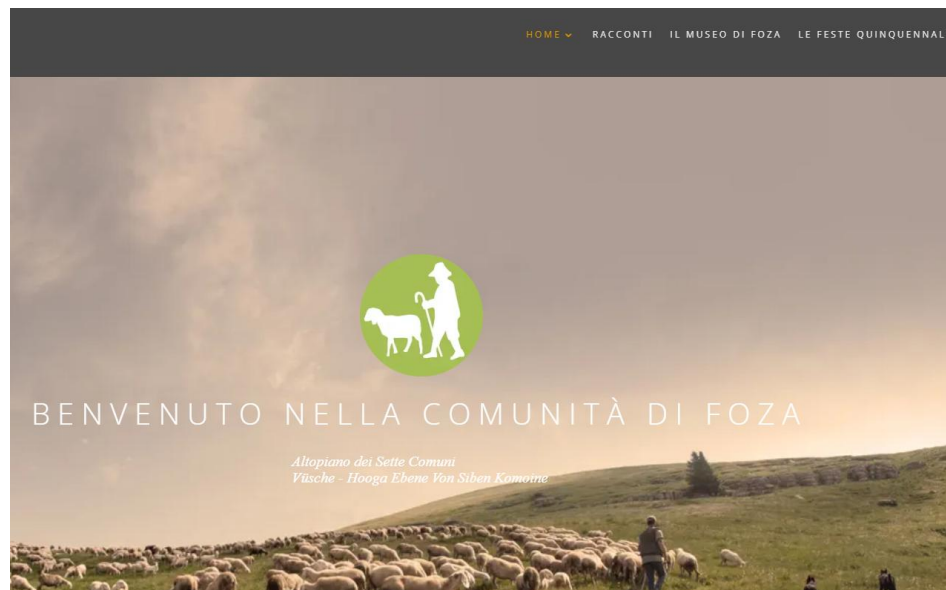 HOME RACCONTI IL MUSEO DI FOZA LE FESTE QUINQUENNAL
BENVENUTO NELLA COMUNITÀ DI FOZA
Altopiano dei Sette Comuni
Vüsche - Hooga Ebene Von Siben Komoine